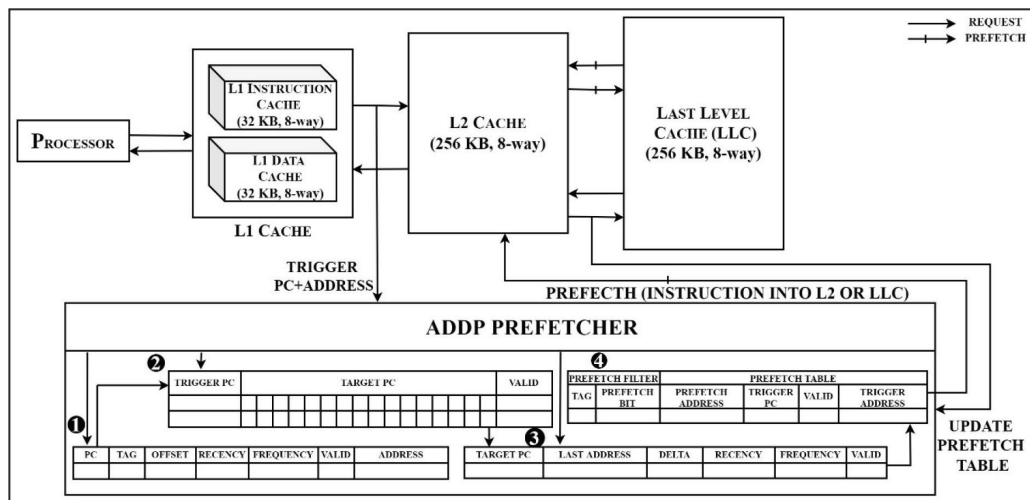 REQUEST
PREFETCH
PROCESSOR
L1 INSTRUCTION
CACHE
(32 KB, 8-way)
L1 DATA
CACHE
(32 KB, 8-way)
L1 CACHE
L2 CACHE
(256 KB, 8-way)
LAST LEVEL
CACHE (LLC)
(256 KB, 8-way)
TRIGGER
PC+ADDRESS
PREFECTH (INSTRUCTION INTO L2 OR LLC)
ADDP PREFETCHER
2
TRIGGER PC TARGET PC VALID
4
PREFETCH FILTER PREFETCH TABLE
TAG PREFETCH BIT PREFETCH ADDRESS TRIGGER PC VALID TRIGGER ADDRESS
1
PC TAG OFFSET RECENCY FREQUENCY VALID ADDRESS
3
TARGET PC LAST ADDRESS DELTA RECENCY FREQUENCY VALID
UPDATE
PREFETCH
TABLE